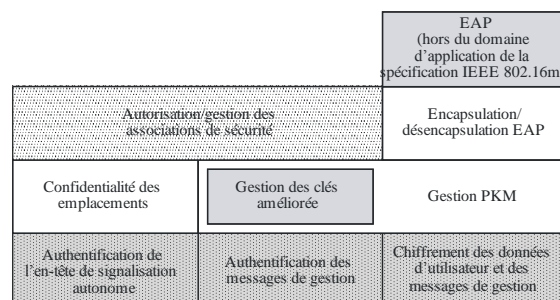 EAP
(hors du domaine
d'application de la
spécification IEEE 802.16m
Autorisation/gestion des
associations de sécurité
Encapsulation/
désencapsulation EAP
Confidentialité des
emplacements
Gestion des clés
améliorée
Gestion PKM
Authentification de
l'en-tête de signalisation
autonome
Authentification des
messages de gestion
Chiffrement des données
d'utilisateur et des
messages de gestion